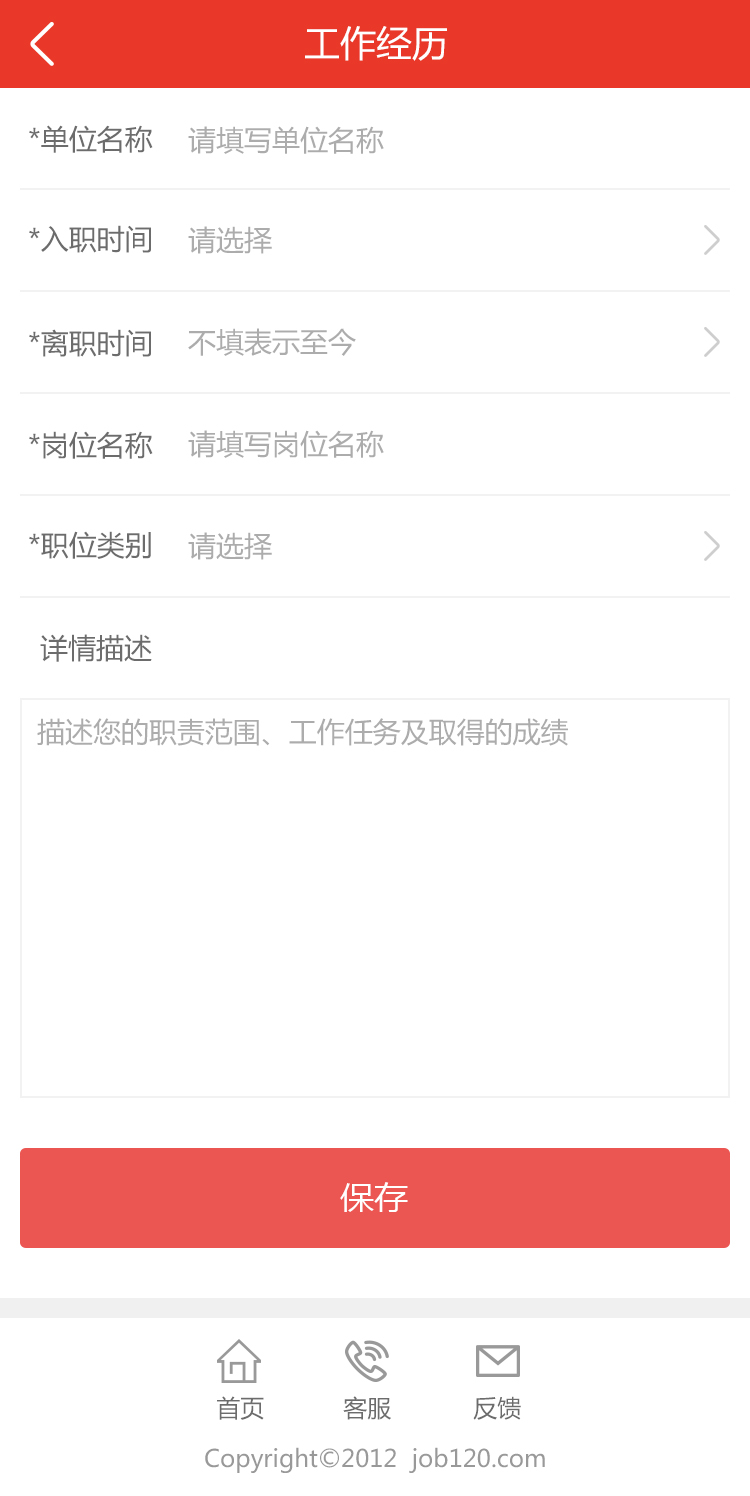 工作经历
*单位名称 请填写单位名称
*入职时间 请选择
*离职时间 不填表示至今
*岗位名称 请填写岗位名称
*职位类别 请选择
详情描述
描述您的职责范围、工作任务及取得的成绩
保存
首页 客服 反馈
Copyright©2012 job120.com